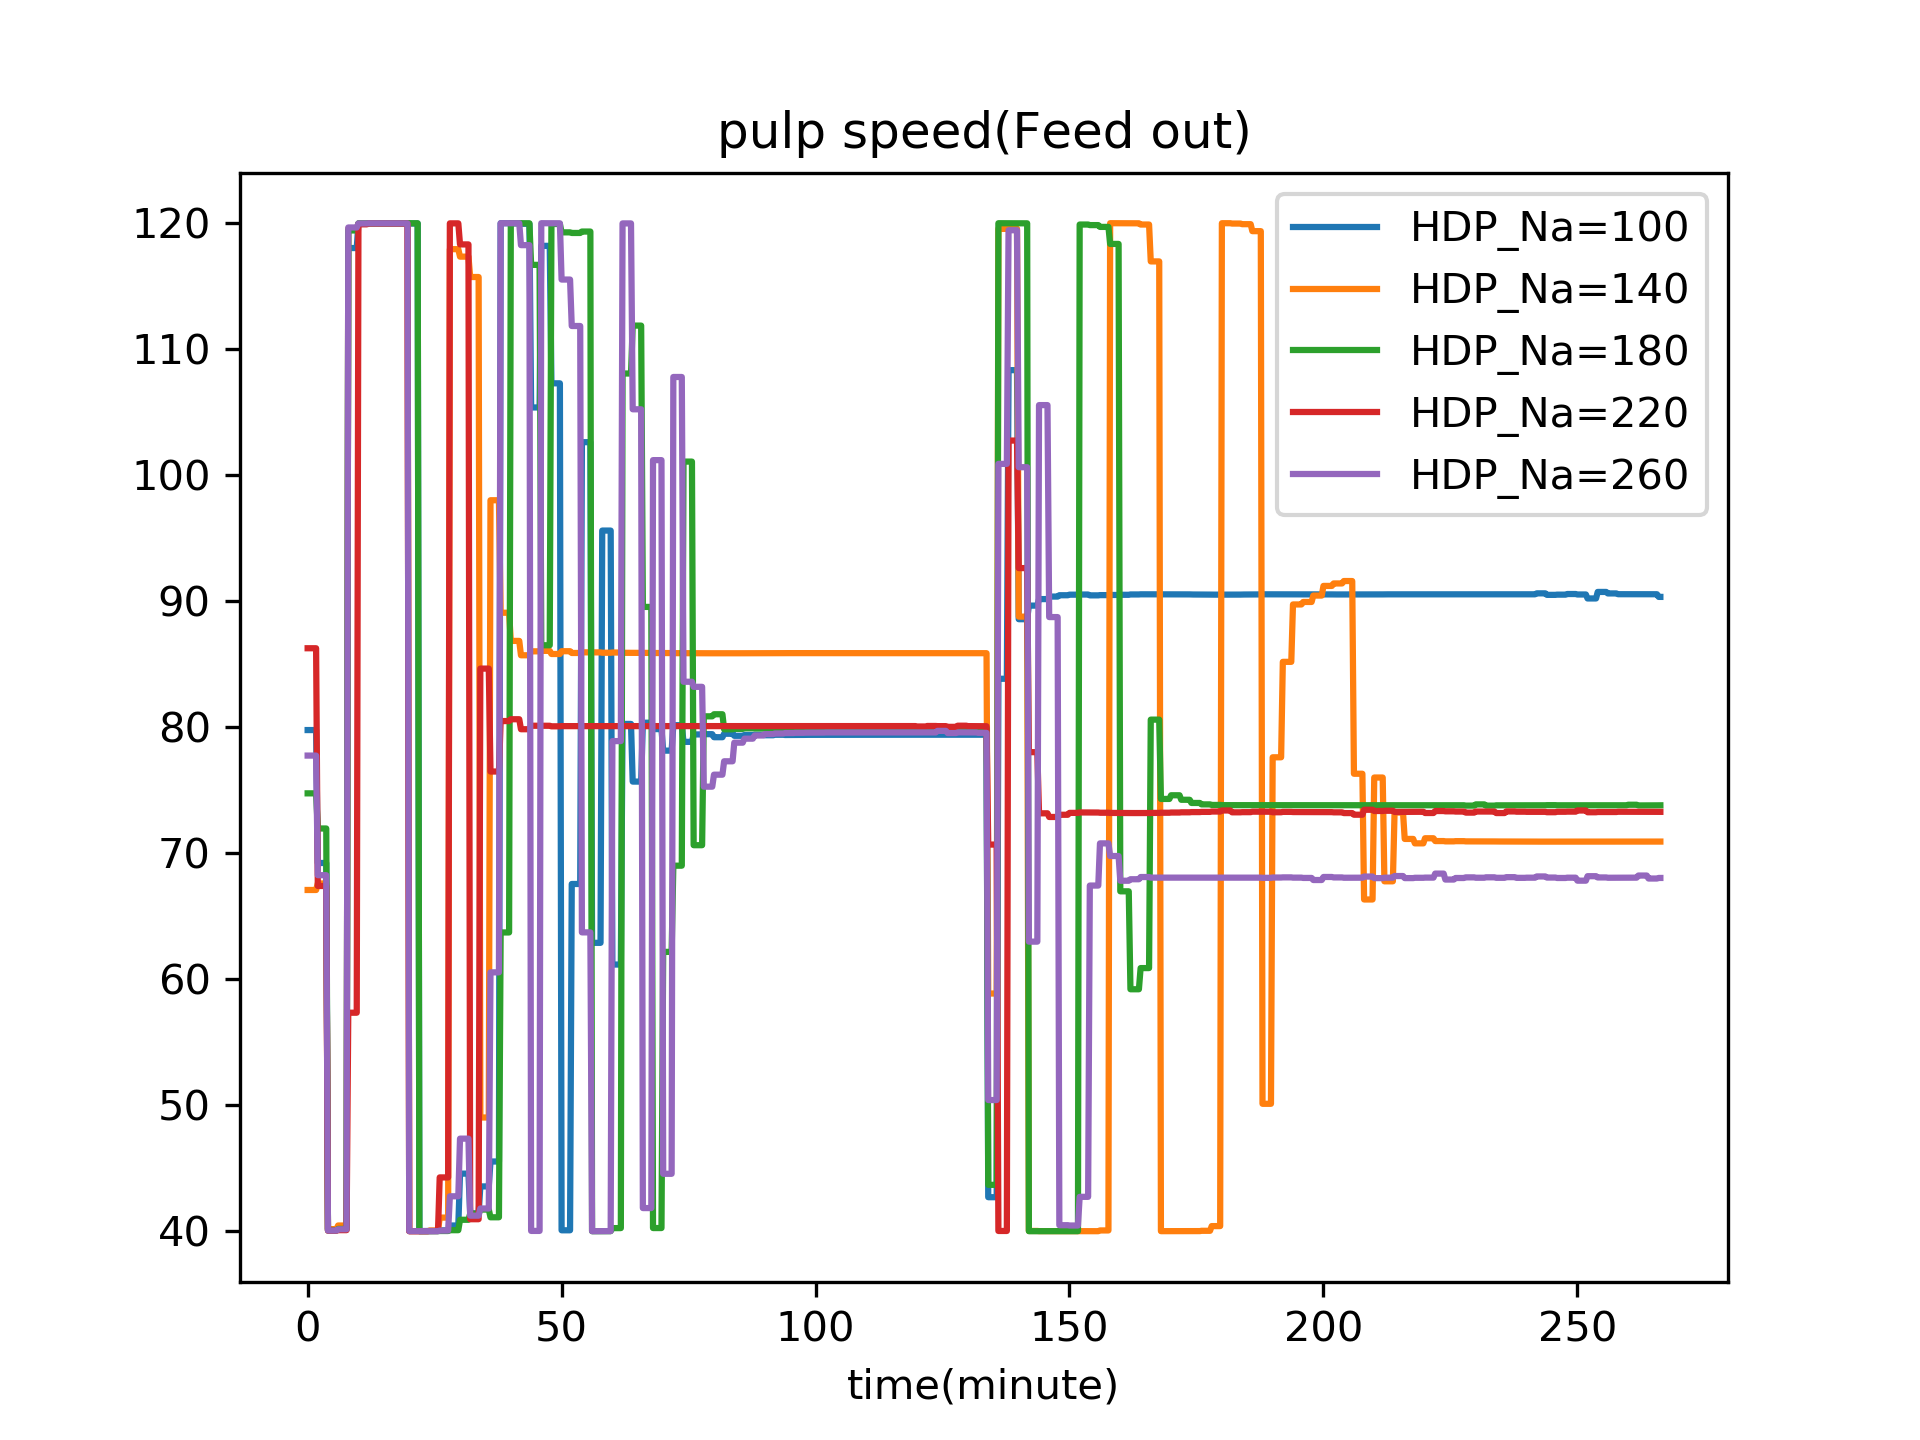 pulp speed(Feed out)
120
110
100
90
80
70
60
50
40
HDP_Na=100
HDP_Na=140
HDP_Na=180
HDP_Na=220
HDP_Na=260
0 50 100 150 200 250
time(minute)